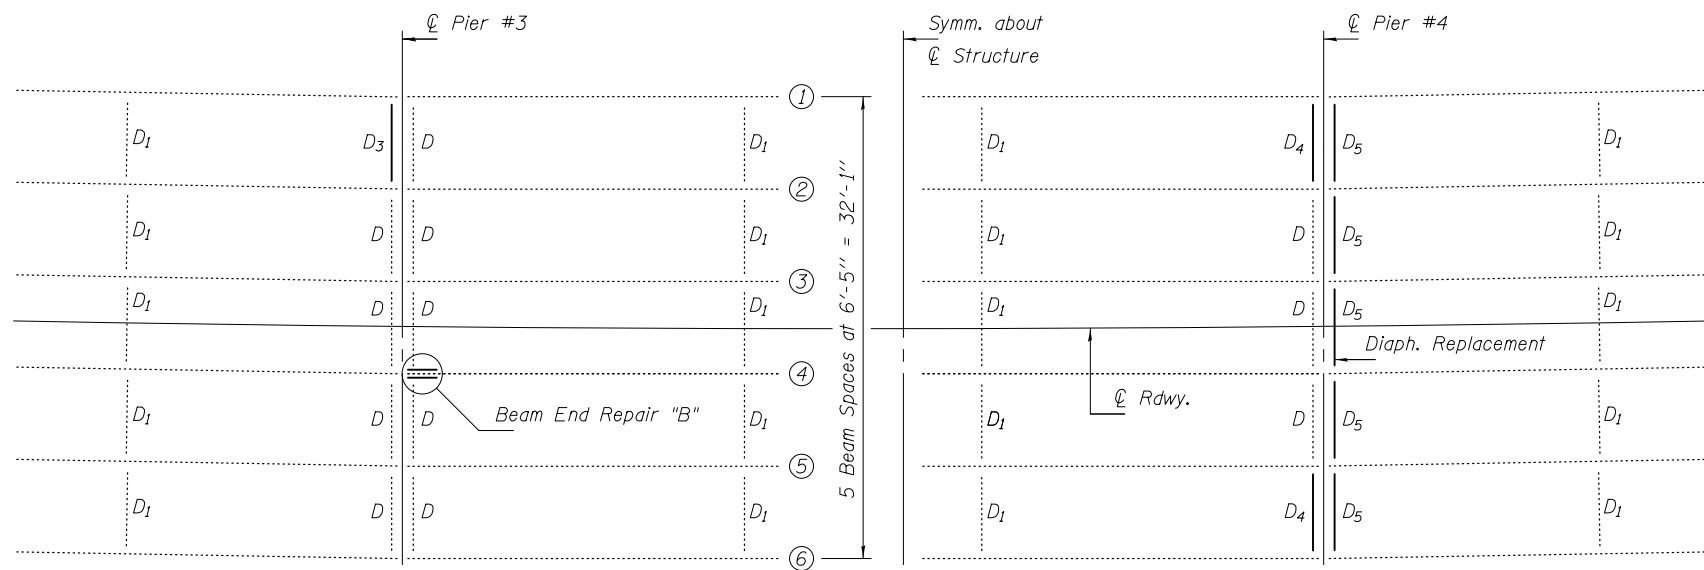 ℄ Pier #3
Symm. about
℄ Structure
℄ Pier #4
1
D1 D3 D D1 D1 D4 D5 D1
2
D1 D D D1 D1 D D5 D1
3
D1 D D D1 D1 D D5 D1
5 Beam Spaces at 6'-5" = 32'-1"
Diaph. Replacement
4
℄ Rdwy.
Beam End Repair "B"
D1 D D D1 D1 D D5 D1
5
D1 D D D1 D1 D4 D5 D1
6